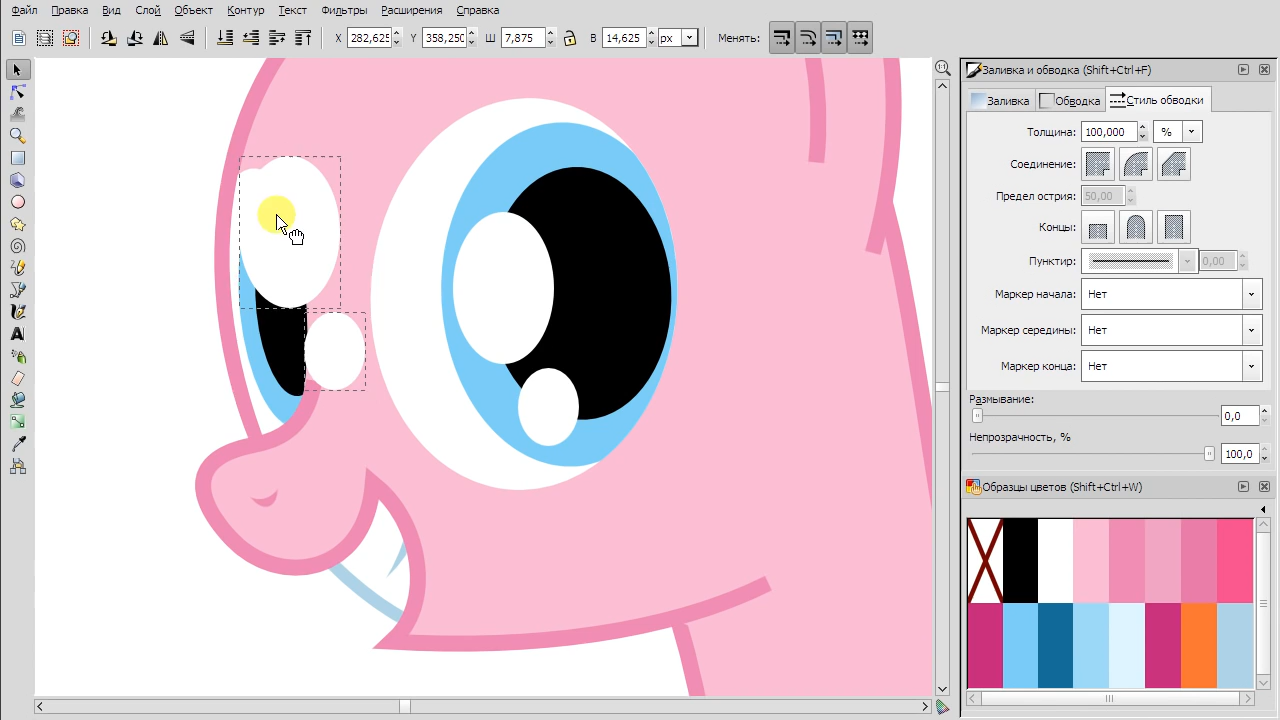 Файл Правка Вид Слой Объект Контур Текст Фильтры Расширения Справка
X 282,625 Y 358,250 Ш 7,875 В 14,625 px Менять:
Заливка и обводка (Shift+Ctrl+F)
Заливка Обводка Стиль обводки
Толщина: 100,000 %
Соединение:
Предел острия: 50,00
Концы:
Пунктир: 0,00
Маркер начала: Нет
Маркер середины: Нет
Маркер конца: Нет
Размывание:
0,0
Непрозрачность, %
100,0
Образцы цветов (Shift+Ctrl+W)
A